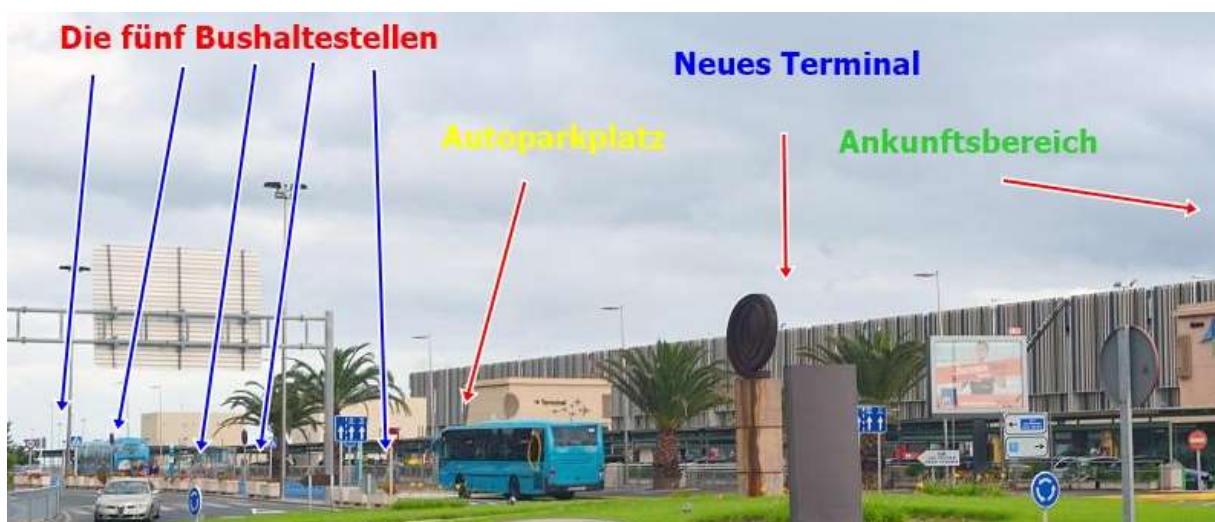 Die fünf Bushaltestellen
Neues Terminal
Autoparkplatz
Ankunftsbereich
Terminal